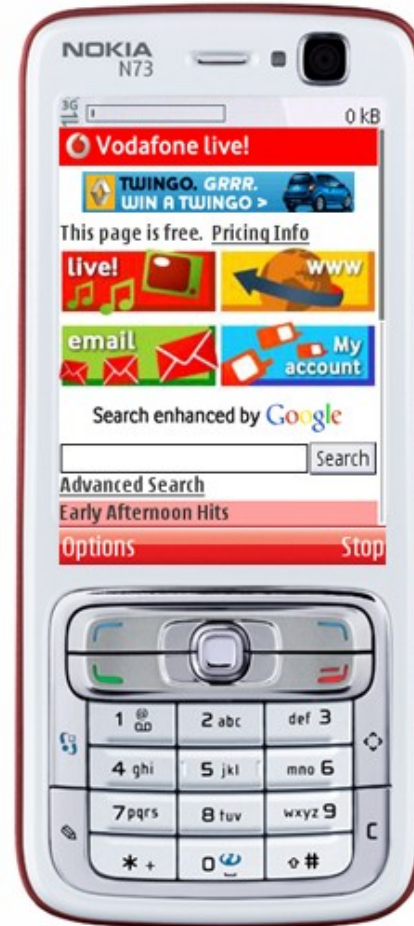 NOKIA
N73
3G
0 kB
Vodafone live!
TWINGO. GRRR.
WIN A TWINGO >
This page is free. Pricing Info
live!
www
email
My
account
Search enhanced by Google
Search
Advanced Search
Early Afternoon Hits
Options
Stop
1 @
2 abc
def 3
4 ghi
5 jkl
mno 6
7pqrs
8 tuv
wxyz 9
C
* +
0
#